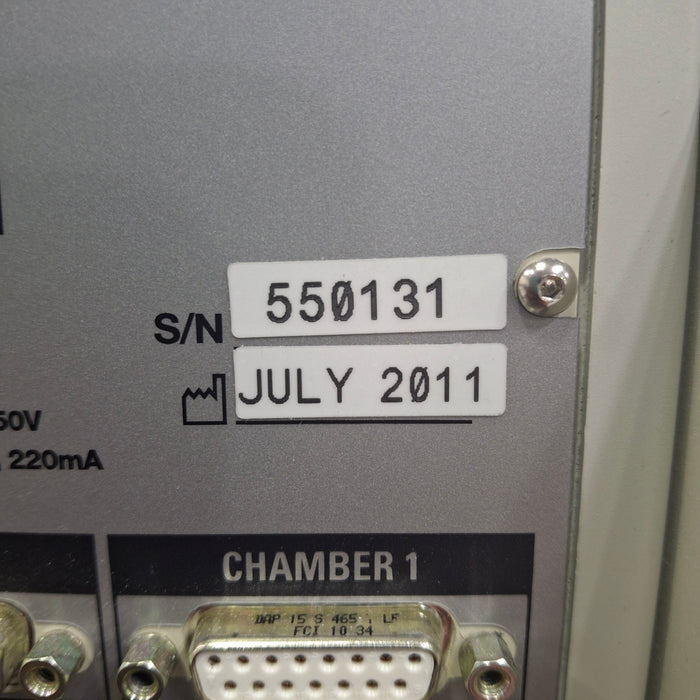 S/N 550131
JULY 2011
50V
220mA
CHAMBER 1
DAP 15 S 465 , LF
FCI 10 34